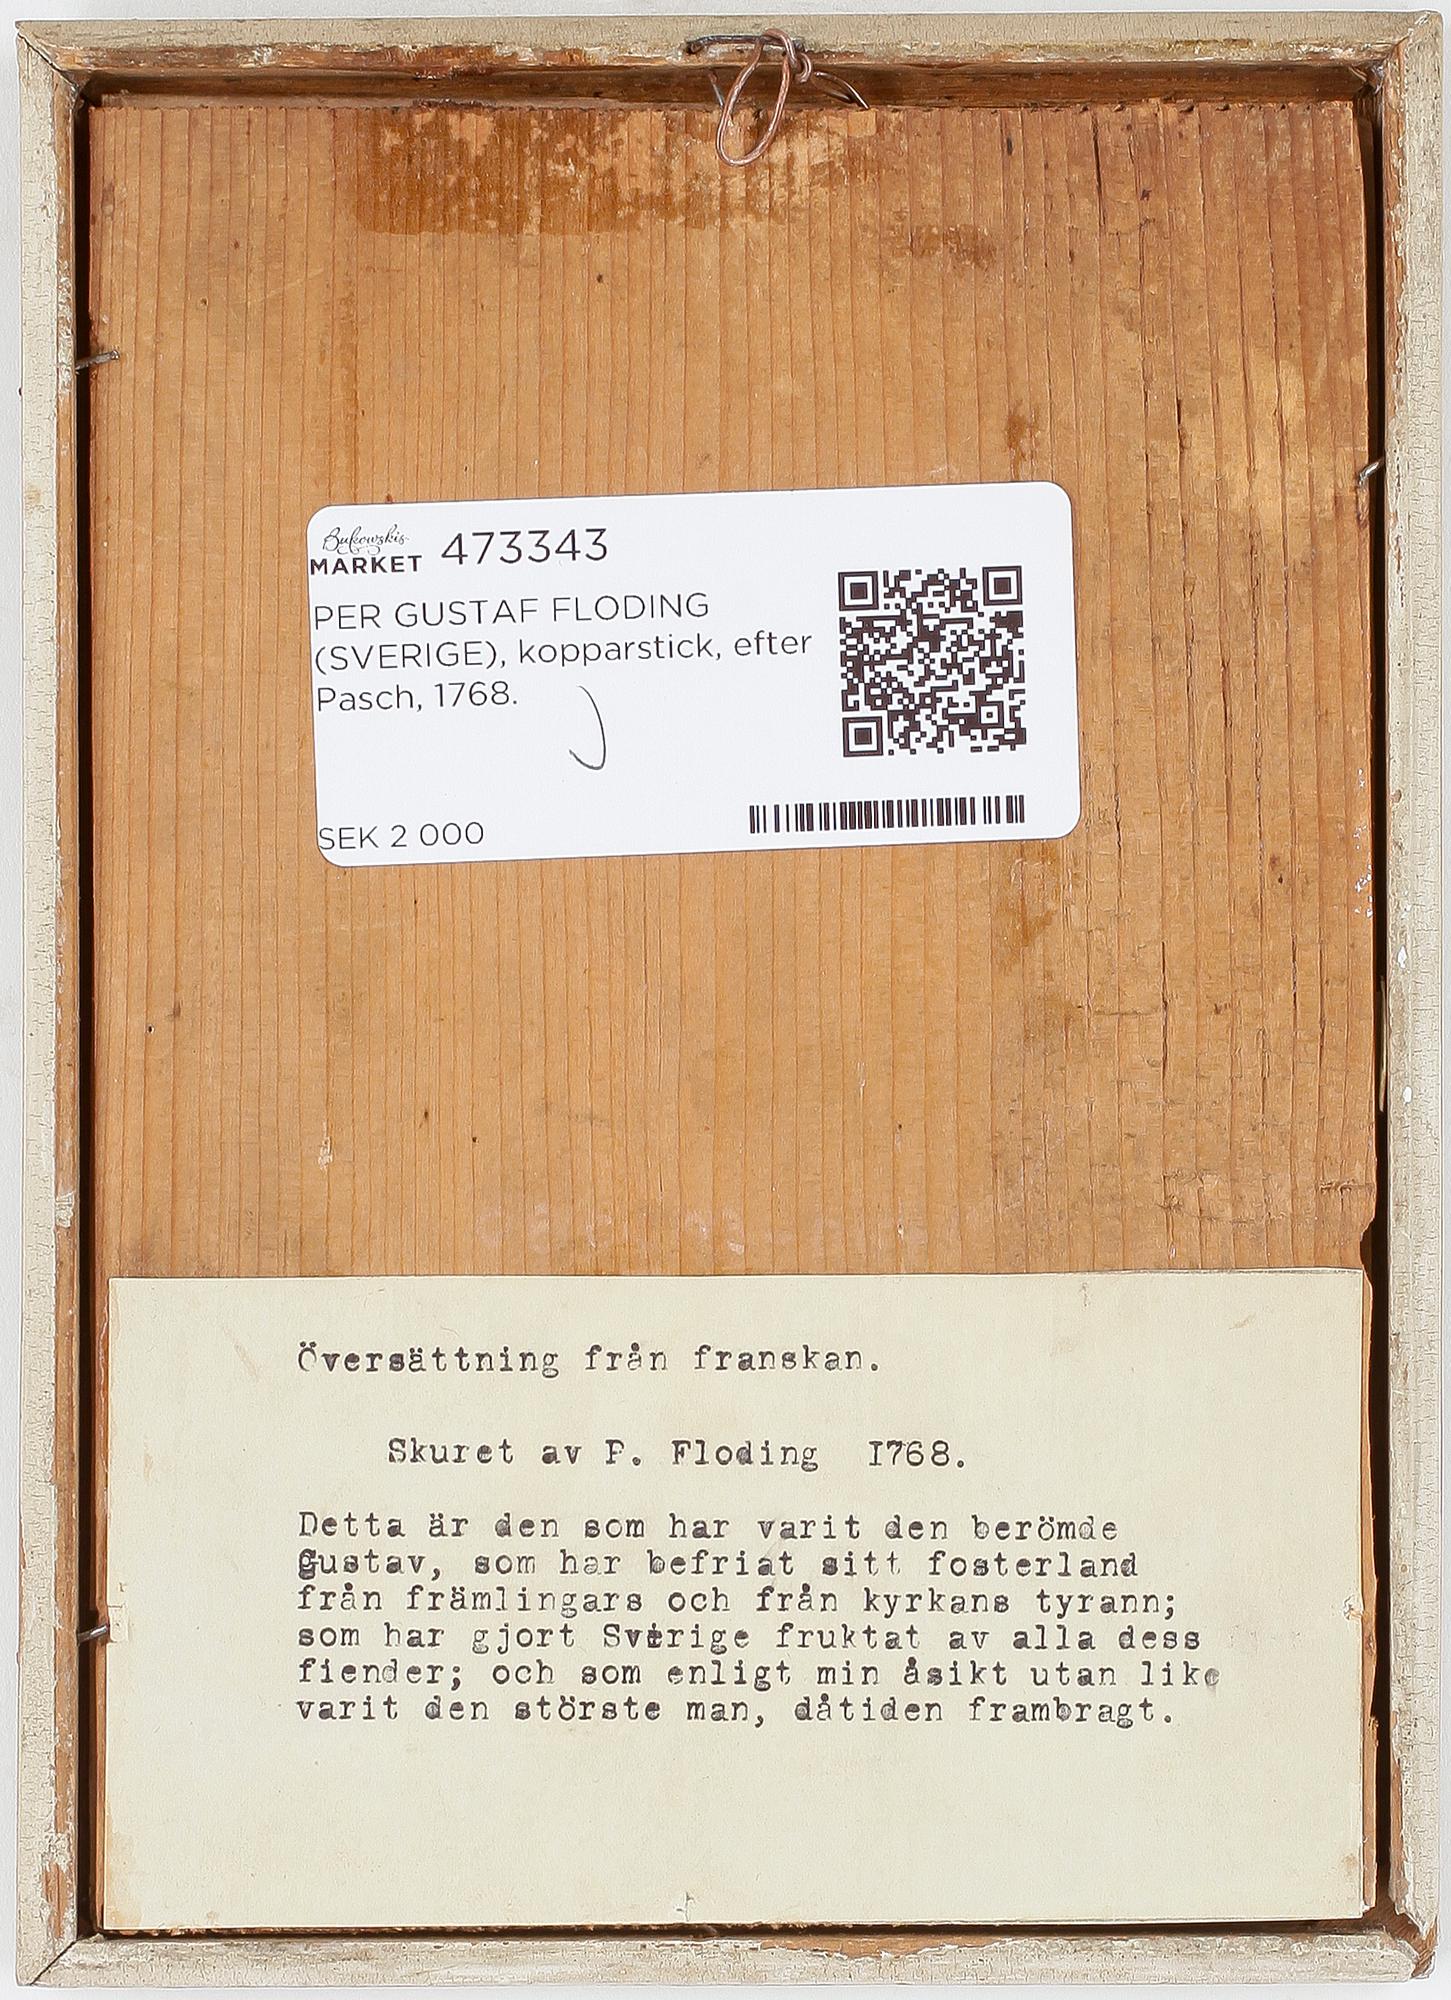 Bukowskis
MARKET 473343
PER GUSTAF FLODING
(SVERIGE), kopparstick, efter
Pasch, 1768.
SEK 2 000
Översättning från franskan.
Skuret av P. Floding 1768.
Detta är den som har varit den berömde
Gustav, som har befriat sitt fosterland
från främlingars och från kyrkans tyrann;
som har gjort Sverige fruktat av alla dess
fiender; och som enligt min åsikt utan like
varit den störste man, dåtiden frambragt.